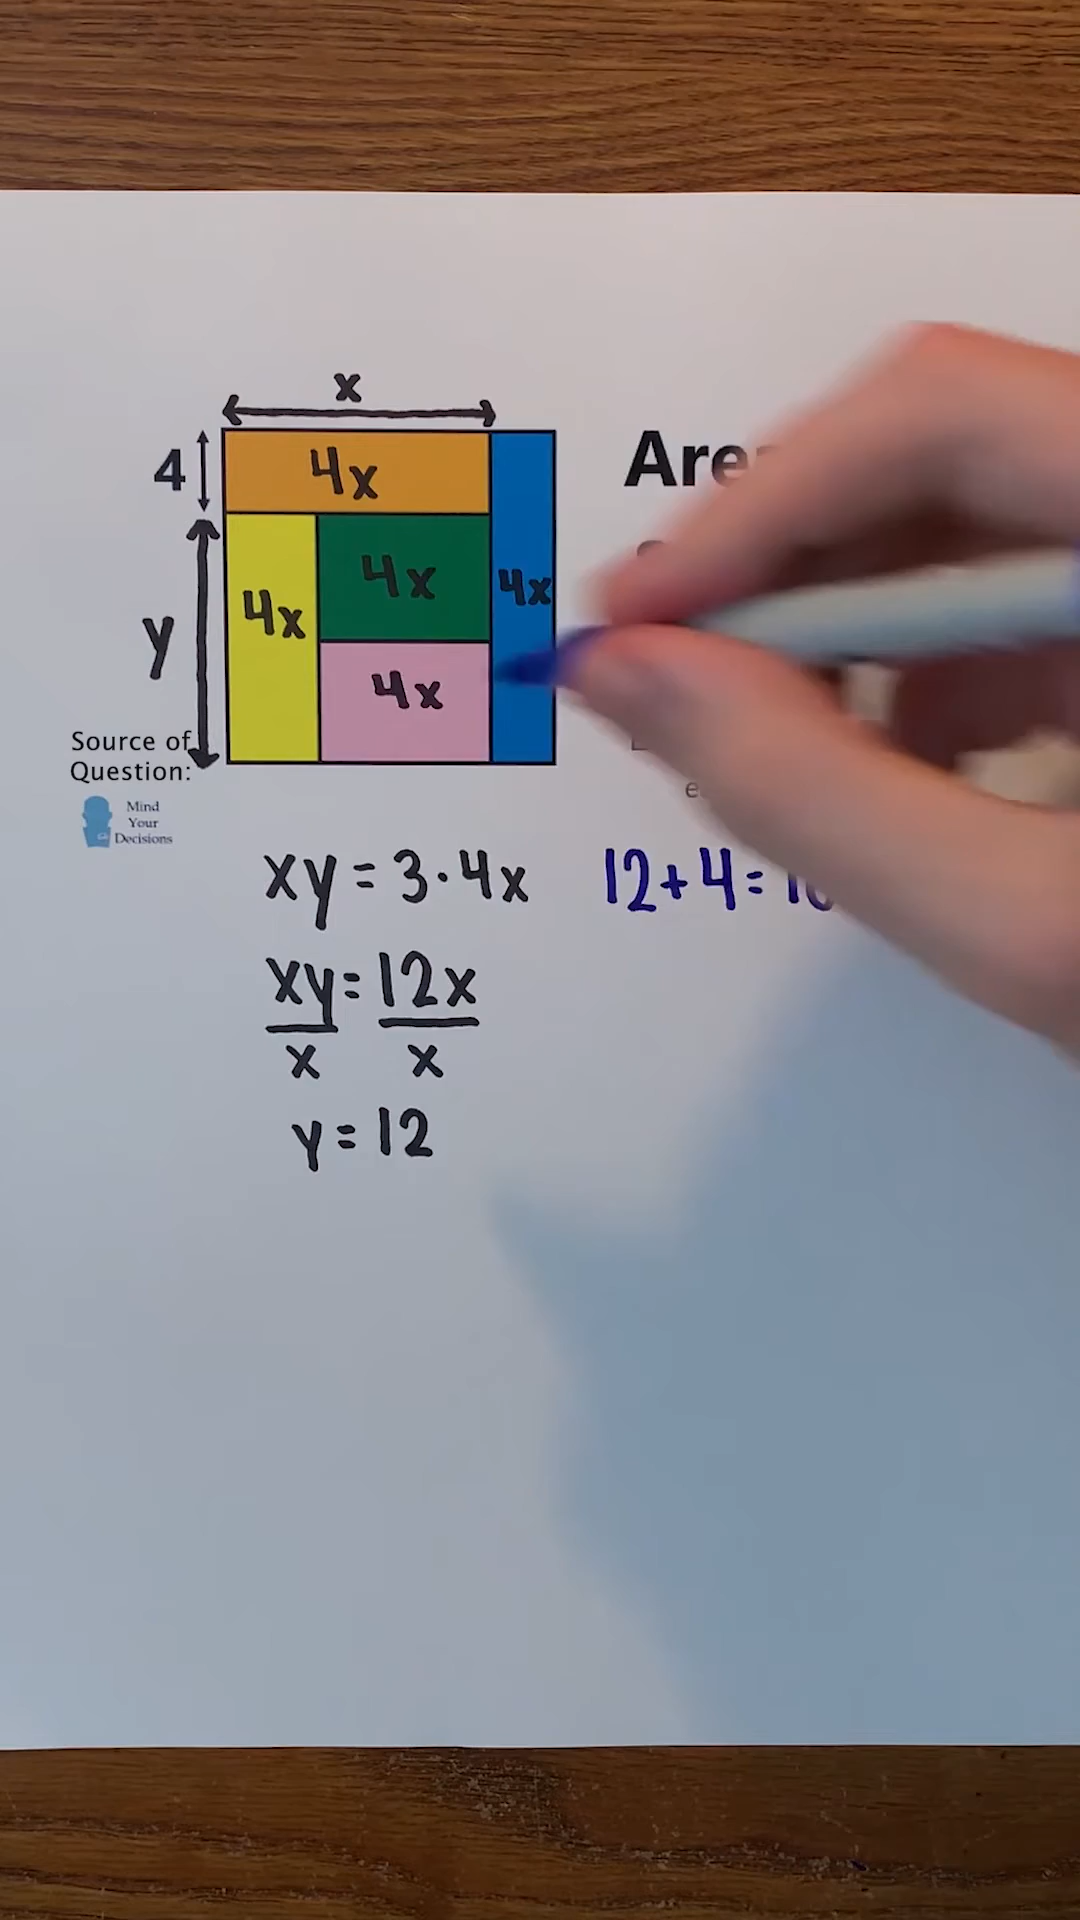 x
4
4x
4x
4x
4x
4x
y
Source of
Question:
Mind
Your
Decisions
xy = 3·4x
12+4=
xy = 12x
x x
y = 12